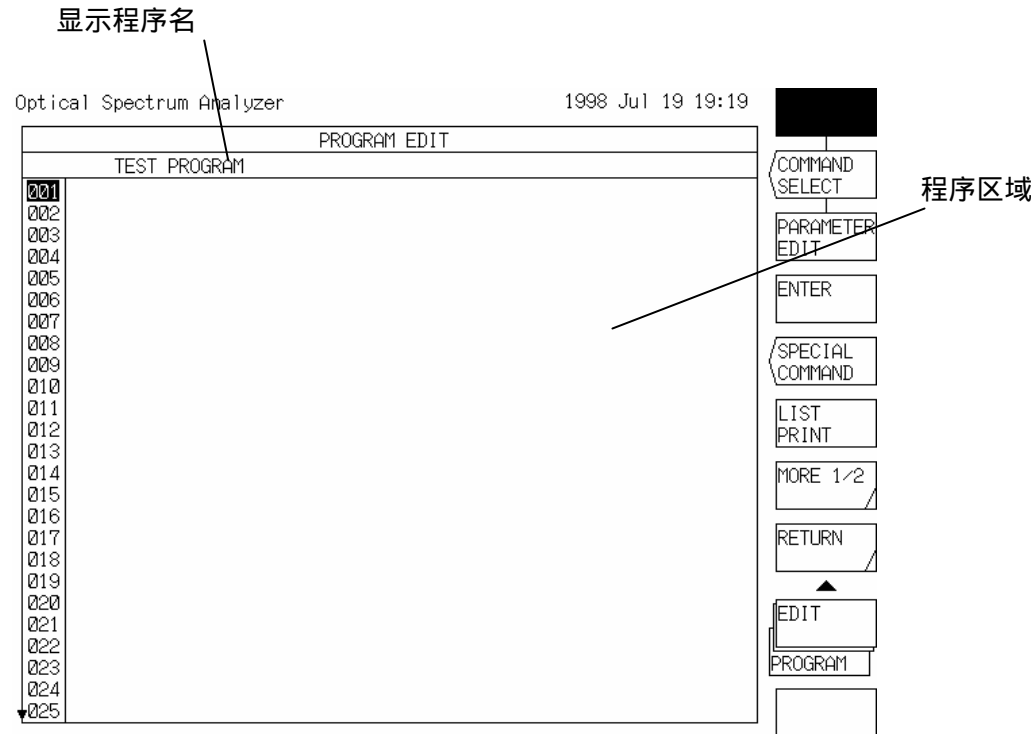 显示程序名
Optical Spectrum Analyzer
1998 Jul 19 19:19
PROGRAM EDIT
TEST PROGRAM
001
002
003
004
005
006
007
008
009
010
011
012
013
014
015
016
017
018
019
020
021
022
023
024
▼025
COMMAND
SELECT
PARAMETER
EDIT
ENTER
SPECIAL
COMMAND
LIST
PRINT
MORE 1/2
RETURN
EDIT
PROGRAM
程序区域